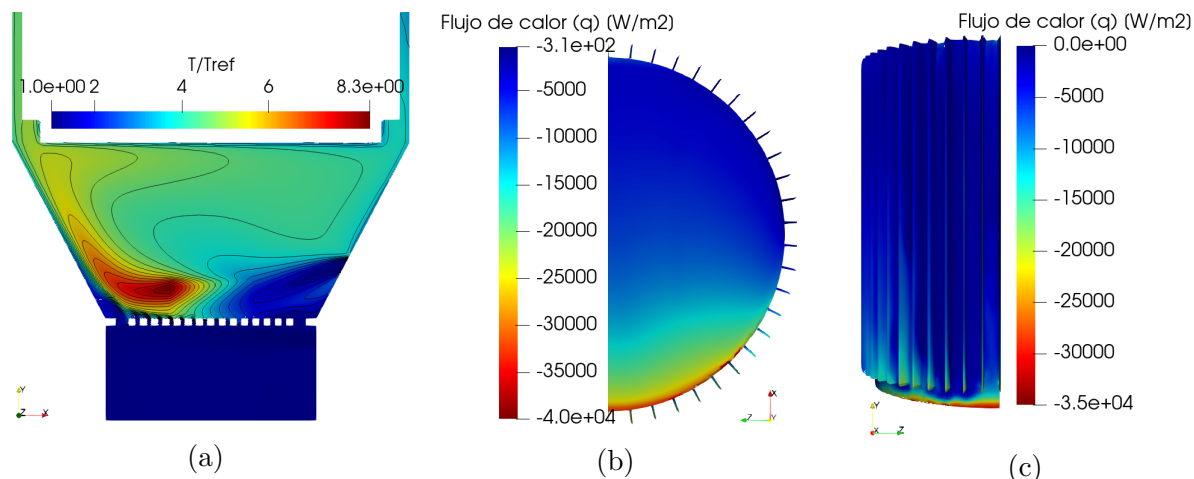 T/Tref
1.0e+00 2 4 6 8.3e+00
Y
Z X
(a)
Flujo de calor (q) [W/m2]
-3.1e+02
-5000
-10000
-15000
-20000
-25000
-30000
-35000
-4.0e+04
X
Z Y
(b)
Flujo de calor (q) [W/m2]
0.0e+00
-5000
-10000
-15000
-20000
-25000
-30000
-3.5e+04
Y
X Z
(c)